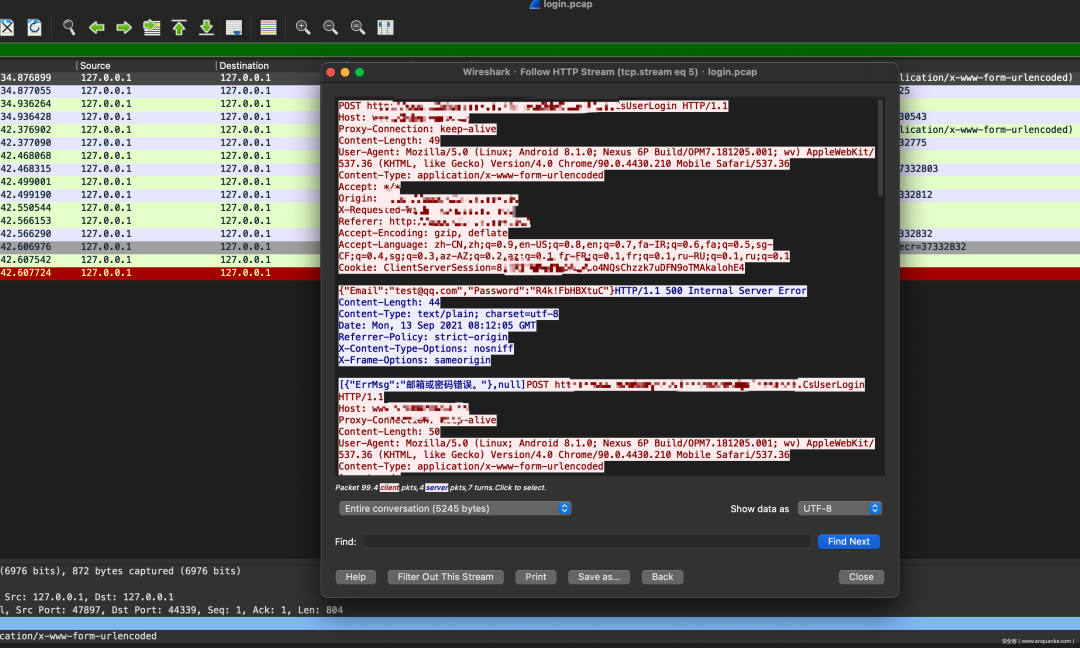 login.pcap
Source Destination
34.876899 127.0.0.1 127.0.0.1 lication/x-www-form-urlencoded)
34.877055 127.0.0.1 127.0.0.1 25
34.936264 127.0.0.1 127.0.0.1
34.936428 127.0.0.1 127.0.0.1 30543
42.376902 127.0.0.1 127.0.0.1 lication/x-www-form-urlencoded)
42.377090 127.0.0.1 127.0.0.1 32775
42.468068 127.0.0.1 127.0.0.1
42.468315 127.0.0.1 127.0.0.1 7332803
42.499001 127.0.0.1 127.0.0.1
42.499190 127.0.0.1 127.0.0.1 332812
42.550544 127.0.0.1 127.0.0.1
42.566153 127.0.0.1 127.0.0.1
42.566290 127.0.0.1 127.0.0.1 332832
42.606976 127.0.0.1 127.0.0.1 ecr=37332832
42.607542 127.0.0.1 127.0.0.1
42.607724 127.0.0.1 127.0.0.1
Wireshark · Follow HTTP Stream (tcp.stream eq 5) · login.pcap
POST http: .CsUserLogin HTTP/1.1
Host:
Proxy-Connection: keep-alive
Content-Length: 49
User-Agent: Mozilla/5.0 (Linux; Android 8.1.0; Nexus 6P Build/OPM7.181205.001; wv) AppleWebKit/
537.36 (KHTML, like Gecko) Version/4.0 Chrome/90.0.4430.210 Mobile Safari/537.36
Content-Type: application/x-www-form-urlencoded
Accept: */*
Origin:
X-Requested-Wi
Referer: http:
Accept-Encoding: gzip, deflate
Accept-Language: zh-CN,zh;q=0.9,en-US;q=0.8,en;q=0.7,fa-IR;q=0.6,fa;q=0.5,sg-
CF;q=0.4,sg;q=0.3,az-AZ;q=0.2,az;q=0.1,fr-FR;q=0.1,fr;q=0.1,ru-RU;q=0.1,ru;q=0.1
Cookie: ClientServerSession=8 .o4NQsChzzk7uDFN9oTMAkalohE4
{"Email":"test@qq.com","Password":"R4k!FbHBXtuC"}HTTP/1.1 500 Internal Server Error
Content-Length: 44
Content-Type: text/plain; charset=utf-8
Date: Mon, 13 Sep 2021 08:12:05 GMT
Referrer-Policy: strict-origin
X-Content-Type-Options: nosniff
X-Frame-Options: sameorigin
[{"ErrMsg":"邮箱或密码错误。"},null]POST htt .CsUserLogin
HTTP/1.1
Host: ww
Proxy-Connection: keep-alive
Content-Length: 50
User-Agent: Mozilla/5.0 (Linux; Android 8.1.0; Nexus 6P Build/OPM7.181205.001; wv) AppleWebKit/
537.36 (KHTML, like Gecko) Version/4.0 Chrome/90.0.4430.210 Mobile Safari/537.36
Content-Type: application/x-www-form-urlencoded
Packet 99. 4 client pkts, 4 server pkts, 7 turns. Click to select.
Entire conversation (5245 bytes) Show data as UTF-8
Find: Find Next
Help Filter Out This Stream Print Save as… Back Close
(6976 bits), 872 bytes captured (6976 bits)
Src: 127.0.0.1, Dst: 127.0.0.1
l, Src Port: 47897, Dst Port: 44339, Seq: 1, Ack: 1, Len: 804
cation/x-www-form-urlencoded
安全客 ( www.anquanke.com )